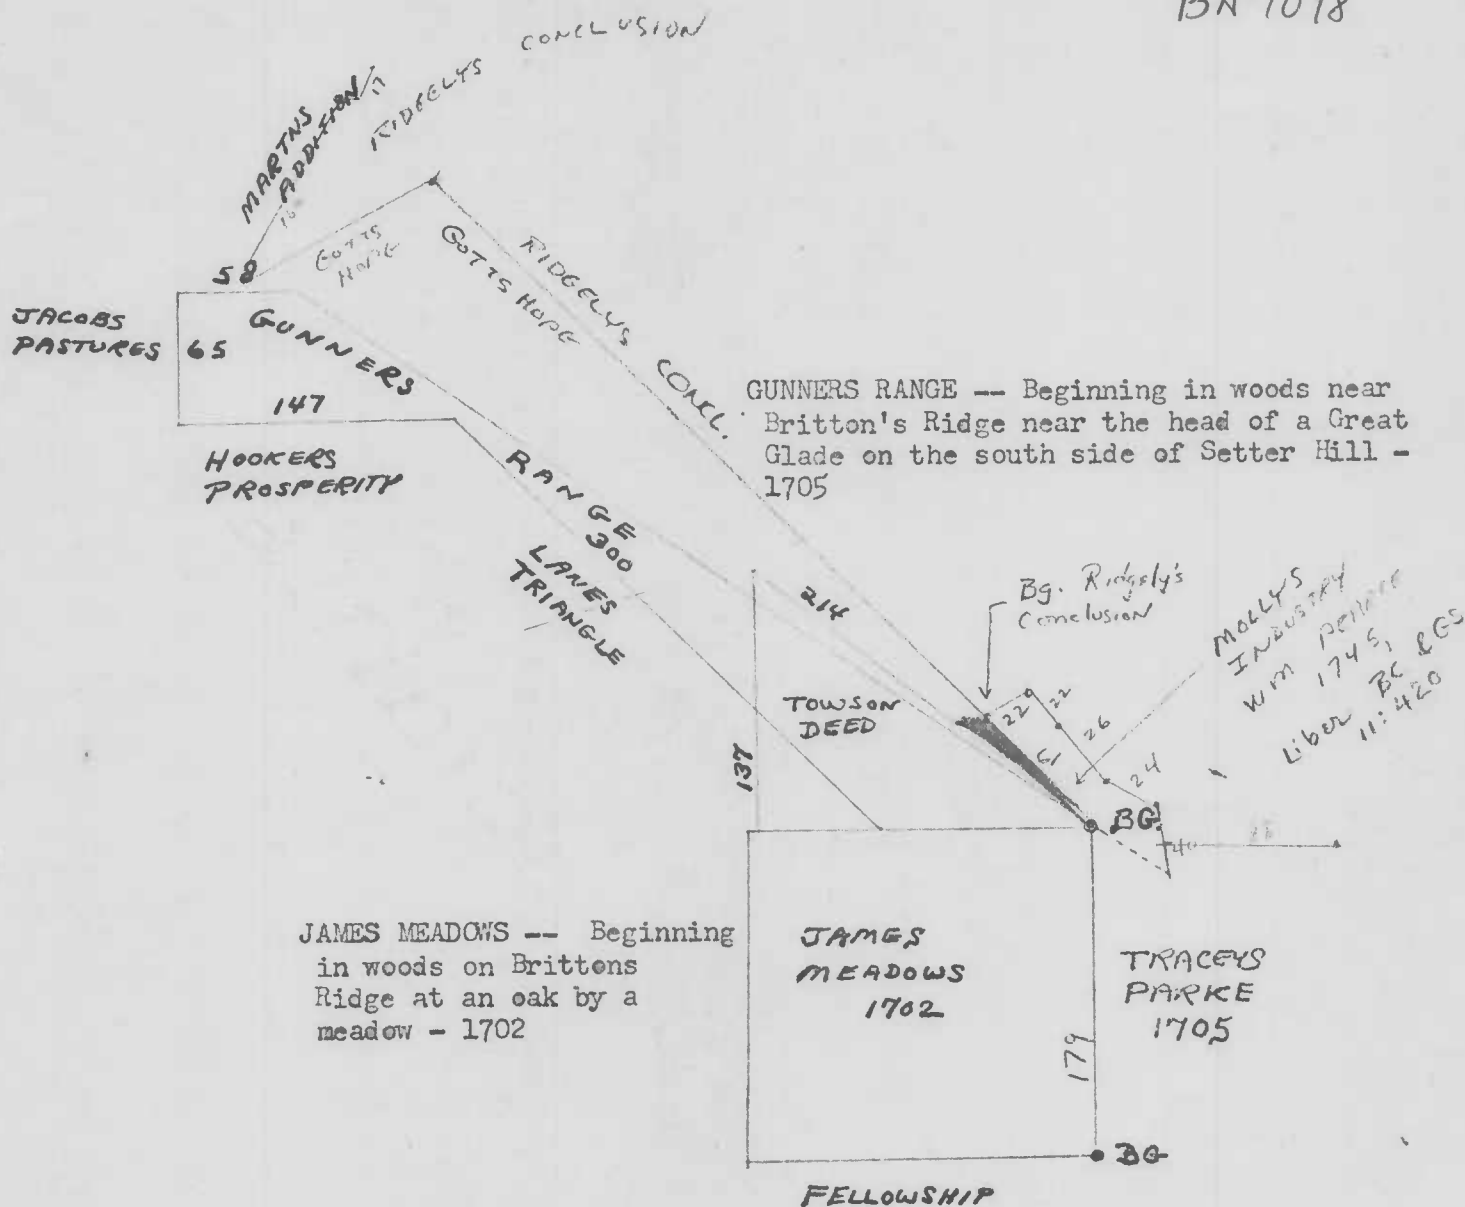 CONCLUSION
RIDGELYS
MARTNS
ADDITION
GOTTS
HOPE
GOTTS HOPE
RIDGELYS CONCL.
58
JACOBS
PASTURES
65
GUNNERS
147
HOOKERS
PROSPERITY
RANGE
300
LANES
TRIANGLE
GUNNERS RANGE -- Beginning in woods near
Britton's Ridge near the head of a Great
Glade on the south side of Setter Hill -
1705
214
Bg. Ridgely's
Conclusion
MOLLYS
INDUSTRY
Wm
1745,
Liber BC &GS
11:420
TOWSON
DEED
137
22
22
26
61
24
BG.
40
JAMES MEADOWS -- Beginning
in woods on Brittons
Ridge at an oak by a
meadow - 1702
JAMES
MEADOWS
1702
TRACEYS
PARKE
1705
179
BG
FELLOWSHIP